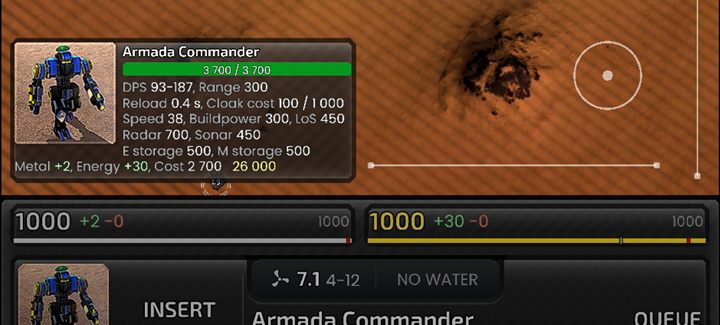 Armada Commander
3 700 / 3 700
DPS 93-187, Range 300
Reload 0.4 s, Cloak cost 100 / 1 000
Speed 38, Buildpower 300, LoS 450
Radar 700, Sonar 450
E storage 500, M storage 500
Metal +2, Energy +30, Cost 2 700 26 000
1000 +2 -0 1000 1000 +30 -0 1000
7.1 4-12 NO WATER
INSERT Armada Commander QUEUE